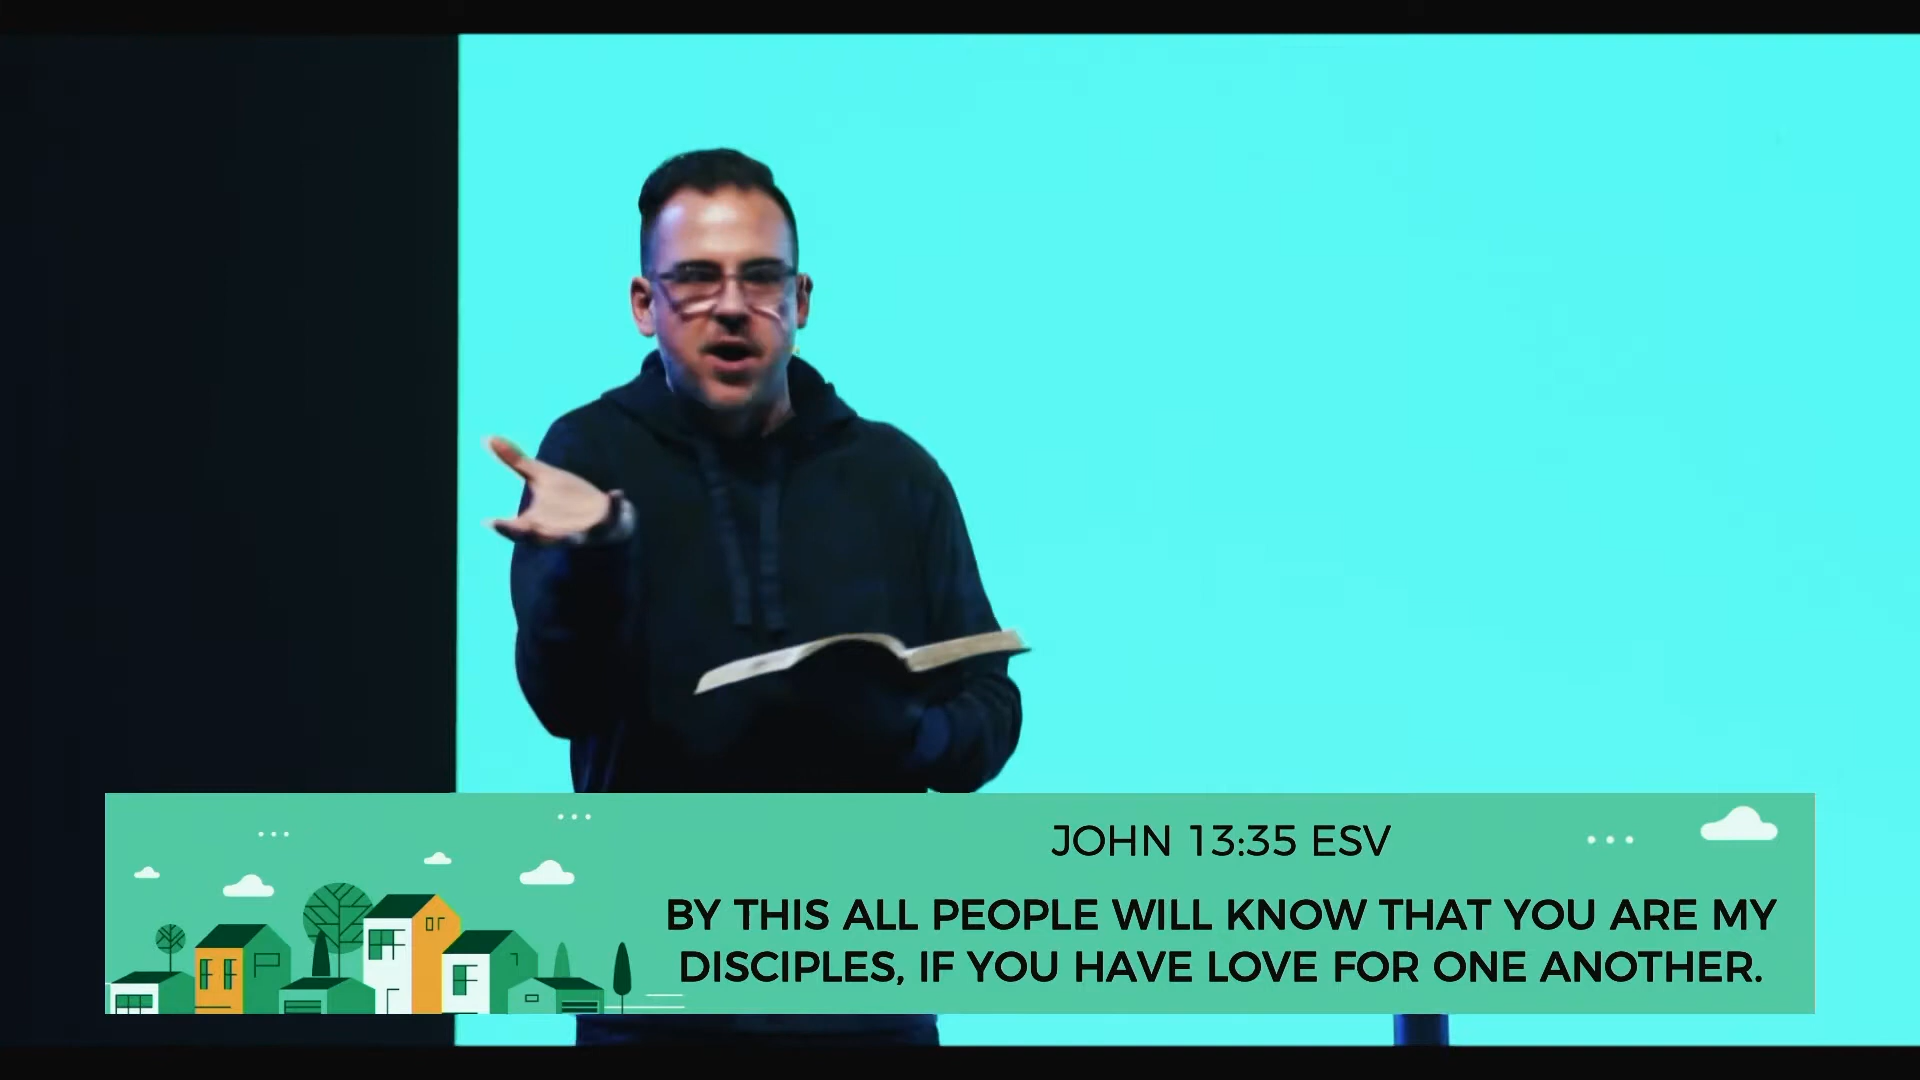 JOHN 13:35 ESV
BY THIS ALL PEOPLE WILL KNOW THAT YOU ARE MY
DISCIPLES, IF YOU HAVE LOVE FOR ONE ANOTHER.